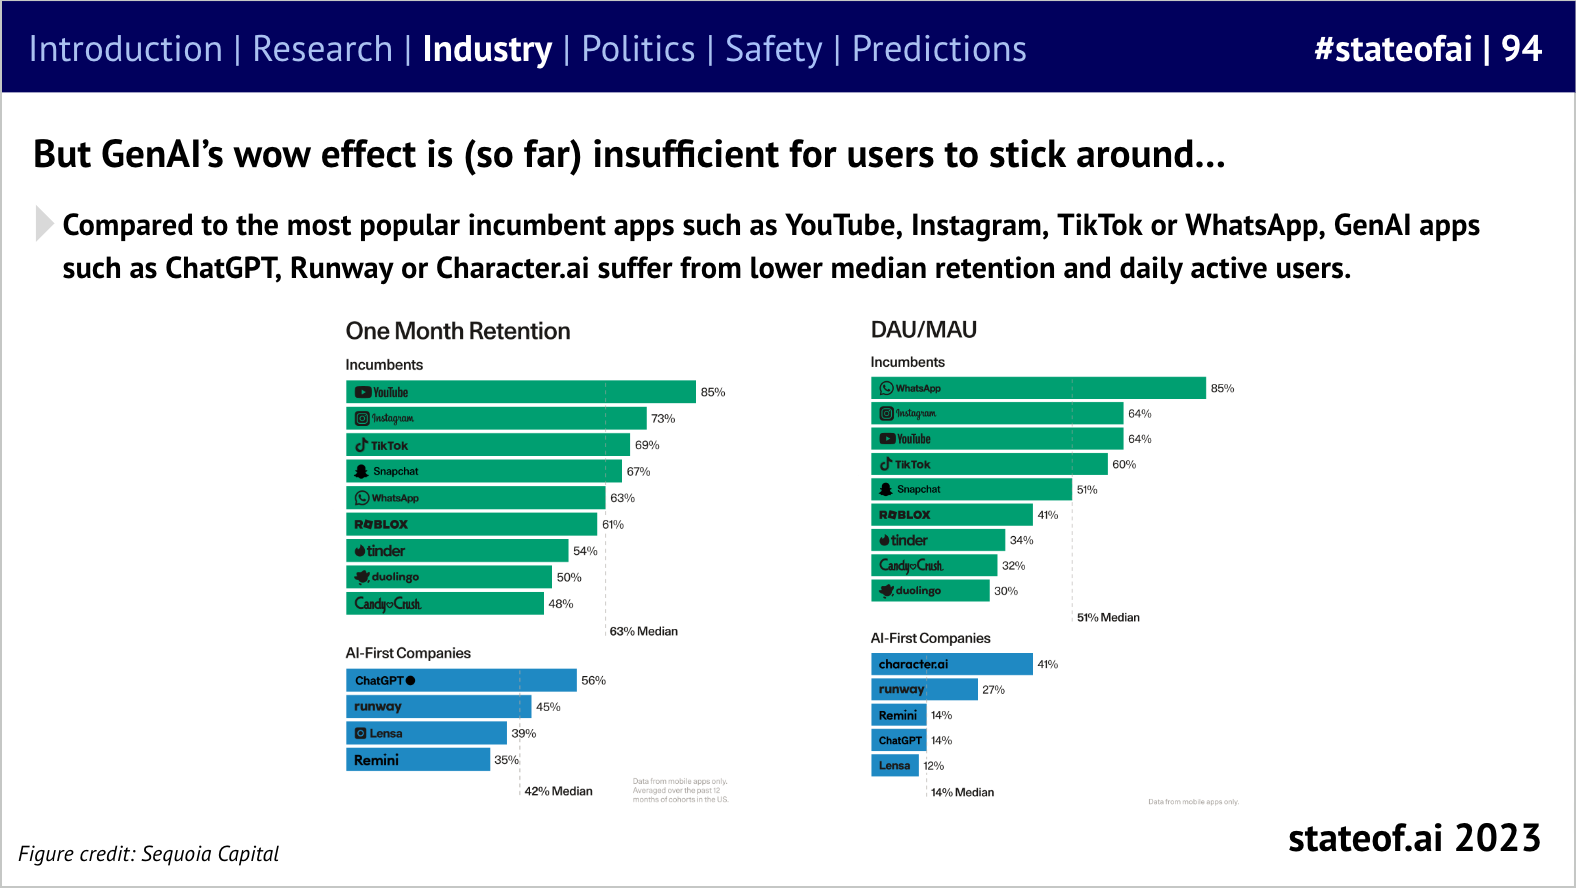 Introduction | Research | Industry | Politics | Safety | Predictions
#stateofai | 94
But GenAI's wow effect is (so far) insufficient for users to stick around...
Compared to the most popular incumbent apps such as YouTube, Instagram, TikTok or WhatsApp, GenAI apps
such as ChatGPT, Runway or Character.ai suffer from lower median retention and daily active users.
One Month Retention
Incumbents
YouTube 85%
Instagram 73%
TikTok 69%
Snapchat 67%
WhatsApp 63%
ROBLOX 61%
tinder 54%
duolingo 50%
Candy Crush 48%
63% Median
AI-First Companies
ChatGPT 56%
runway 45%
Lensa 39%
Remini 35%
42% Median
Data from mobile apps only.
Averaged over the past 12
months of cohorts in the US.
DAU/MAU
Incumbents
WhatsApp 85%
Instagram 64%
YouTube 64%
TikTok 60%
Snapchat 51%
ROBLOX 41%
tinder 34%
Candy Crush 32%
duolingo 30%
51% Median
AI-First Companies
character.ai 41%
runway 27%
Remini 14%
ChatGPT 14%
Lensa 12%
14% Median
Data from mobile apps only.
Figure credit: Sequoia Capital
stateof.ai 2023